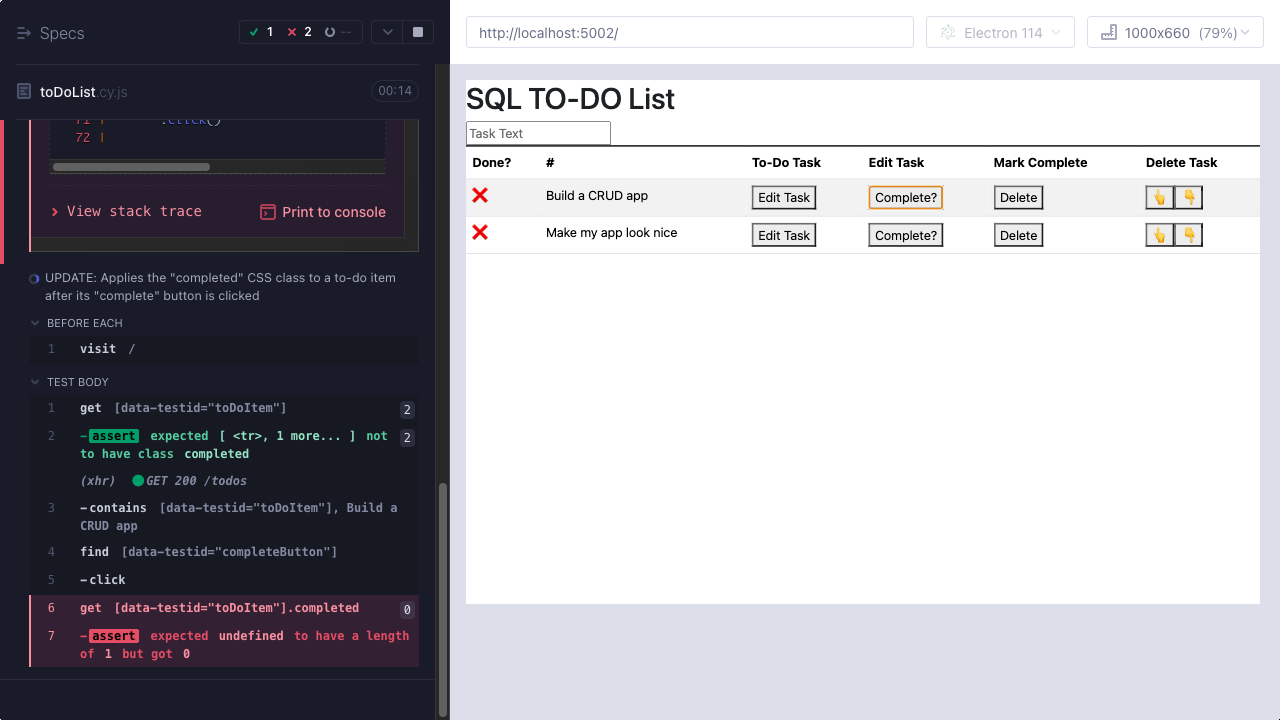 Specs
1
2
--
toDoList.cy.js
00:14
71 | .click()
72 |
View stack trace
Print to console
UPDATE: Applies the "completed" CSS class to a to-do item
after its "complete" button is clicked
BEFORE EACH
1 visit /
TEST BODY
1 get [data-testid="toDoItem"] 2
2 -assert expected [ <tr>, 1 more... ] not 2
to have class completed
(xhr) GET 200 /todos
3 -contains [data-testid="toDoItem"], Build a
CRUD app
4 find [data-testid="completeButton"]
5 -click
6 get [data-testid="toDoItem"].completed 0
7 -assert expected undefined to have a length
of 1 but got 0
http://localhost:5002/
Electron 114
1000x660 (79%)
SQL TO-DO List
Task Text
Done? # To-Do Task Edit Task Mark Complete Delete Task
Build a CRUD app Edit Task Complete? Delete
Make my app look nice Edit Task Complete? Delete